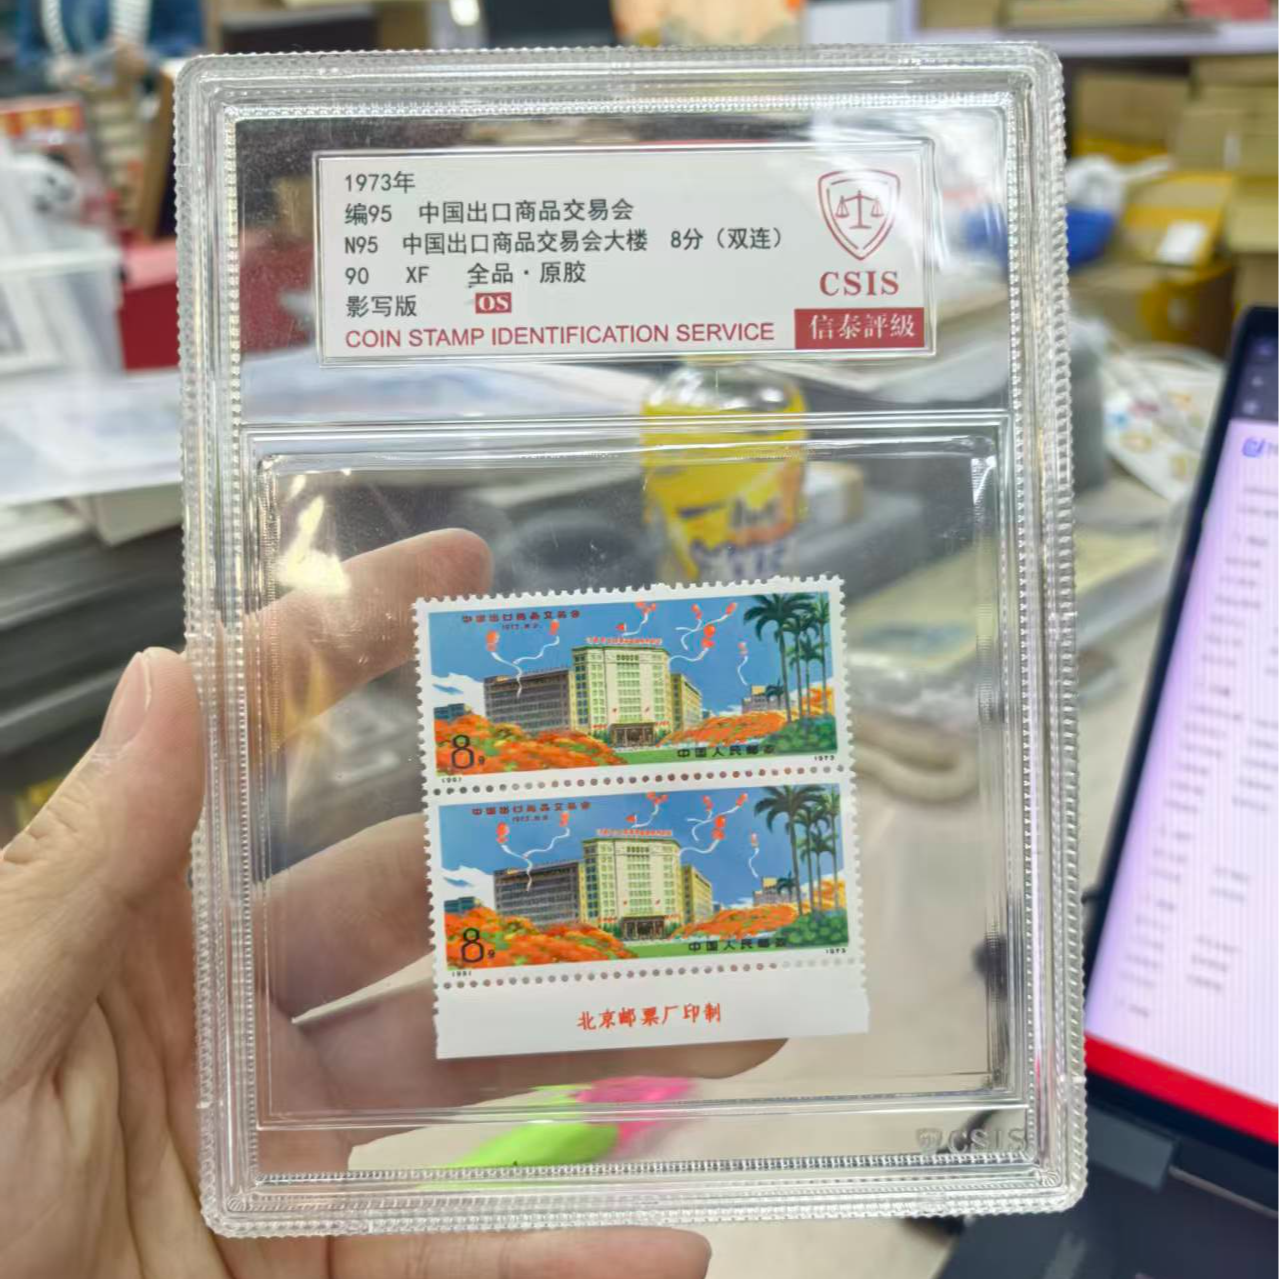 1973年
编95 中国出口商品交易会
N95 中国出口商品交易会大楼 8分（双连）
90 XF 全品·原胶
影写版 OS
COIN STAMP IDENTIFICATION SERVICE
CSIS
信泰評級
中国出口商品交易会
8分
中国人民邮政
(95)
1973
中国出口商品交易会
8分
中国人民邮政
(95)
1973
北京邮票厂印制
CSIS